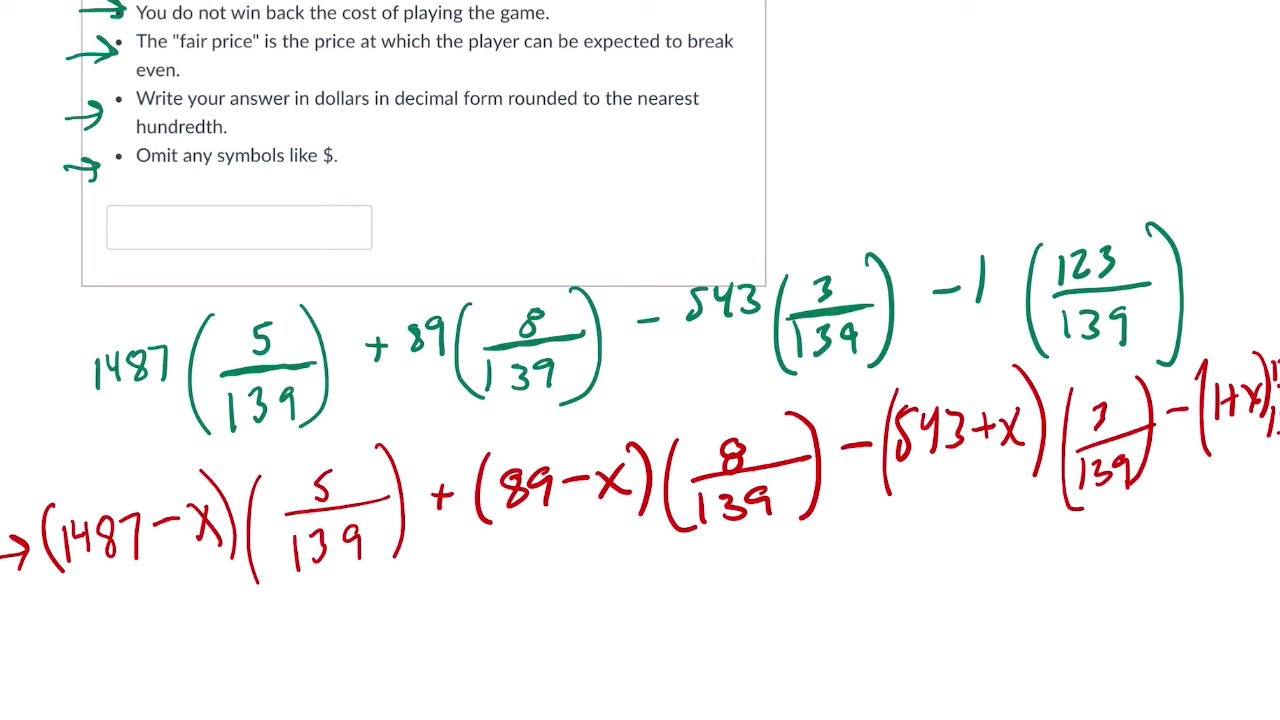 You do not win back the cost of playing the game.
The "fair price" is the price at which the player can be expected to break
even.
Write your answer in dollars in decimal form rounded to the nearest
hundredth.
Omit any symbols like $.
1487 (5/139) + 89 (8/139) - 543 (3/139) - 1 (123/139)
→ (1487 - x) (5/139) + (89 - x) (8/139) - (543 + x) (3/139) - (1 + x)